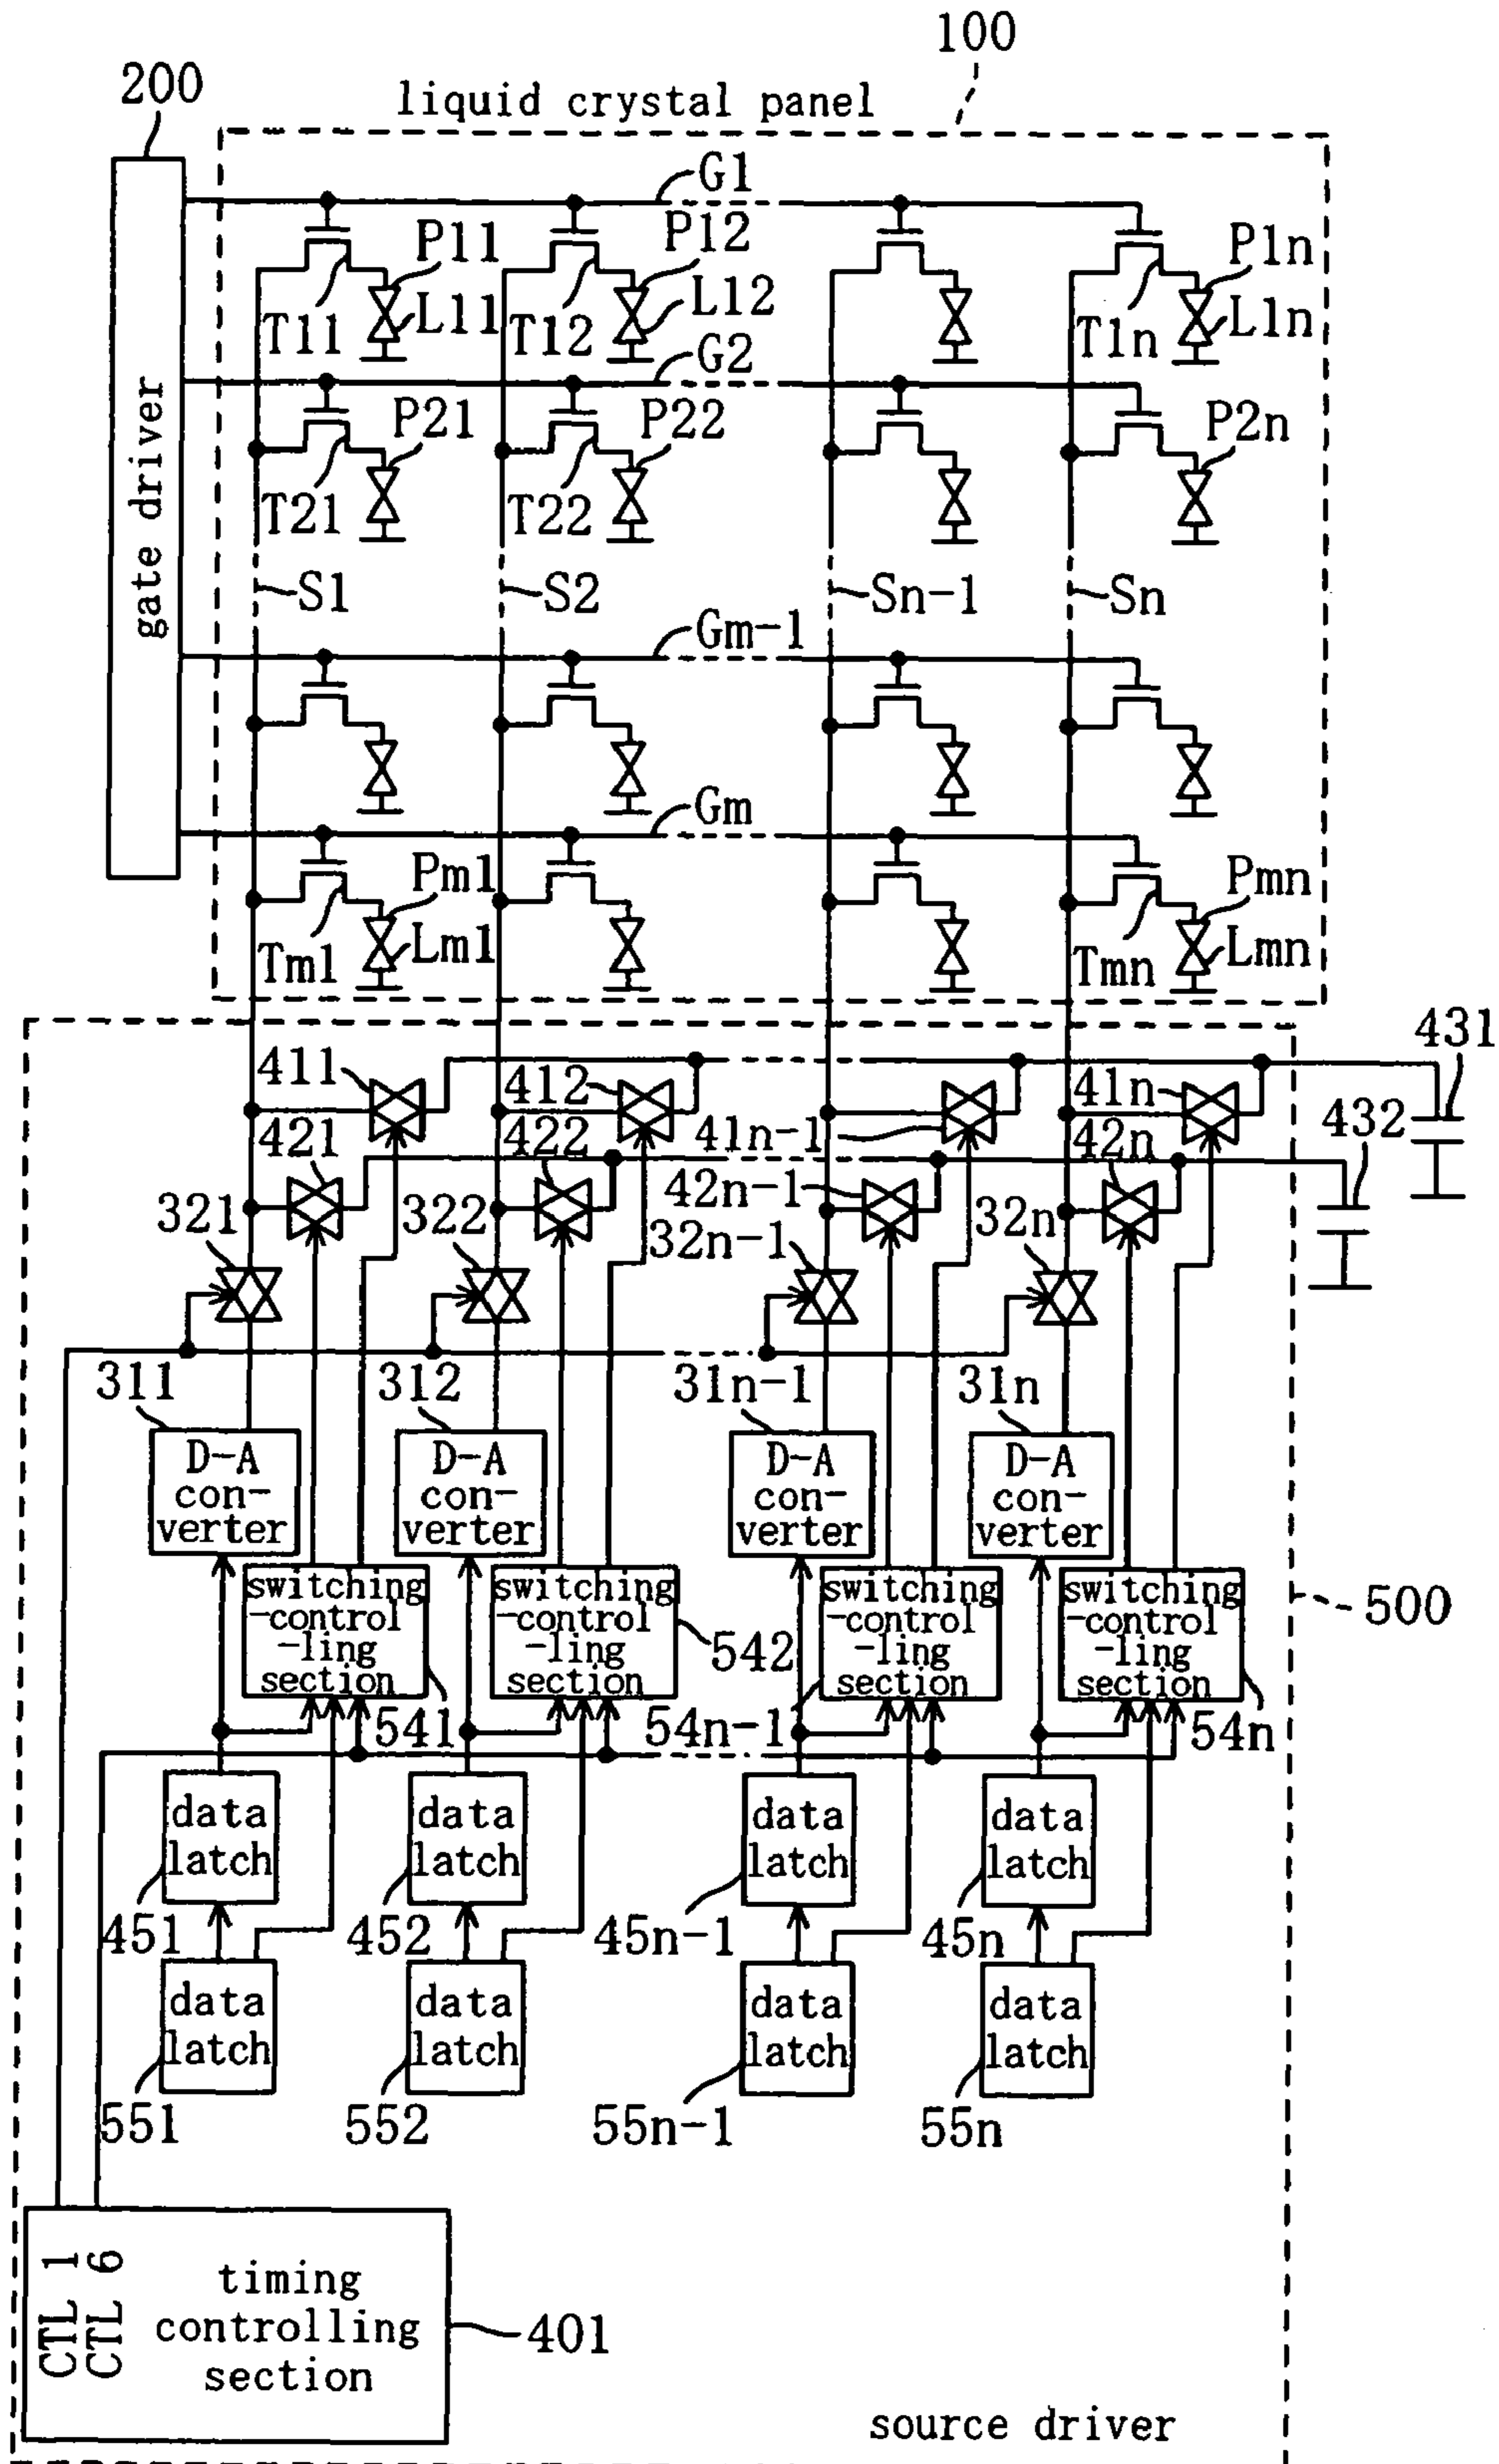 100
200
liquid crystal panel
G1
P11
P12
P1n
L11
L12
L1n
T11
T12
T1n
G2
P21
P22
P2n
T21
T22
gate driver
S1
S2
Sn-1
Sn
Gm-1
Gm
Pm1
Pmn
Lm1
Lmn
Tm1
Tmn
431
411
412
41n-1
41n
432
421
422
42n-1
42n
321
322
32n-1
32n
311
312
31n-1
31n
D-A
con-
verter
D-A
con-
verter
D-A
con-
verter
D-A
con-
verter
switching
-control
-ling
section
switching
-control
-ling
section
switching
-control
-ling
section
switching
-control
-ling
section
500
541
542
54n-1
54n
data
latch
data
latch
data
latch
data
latch
451
452
45n-1
45n
data
latch
data
latch
data
latch
data
latch
551
552
55n-1
55n
CTL 1
CTL 6
timing
controlling
section
401
source driver